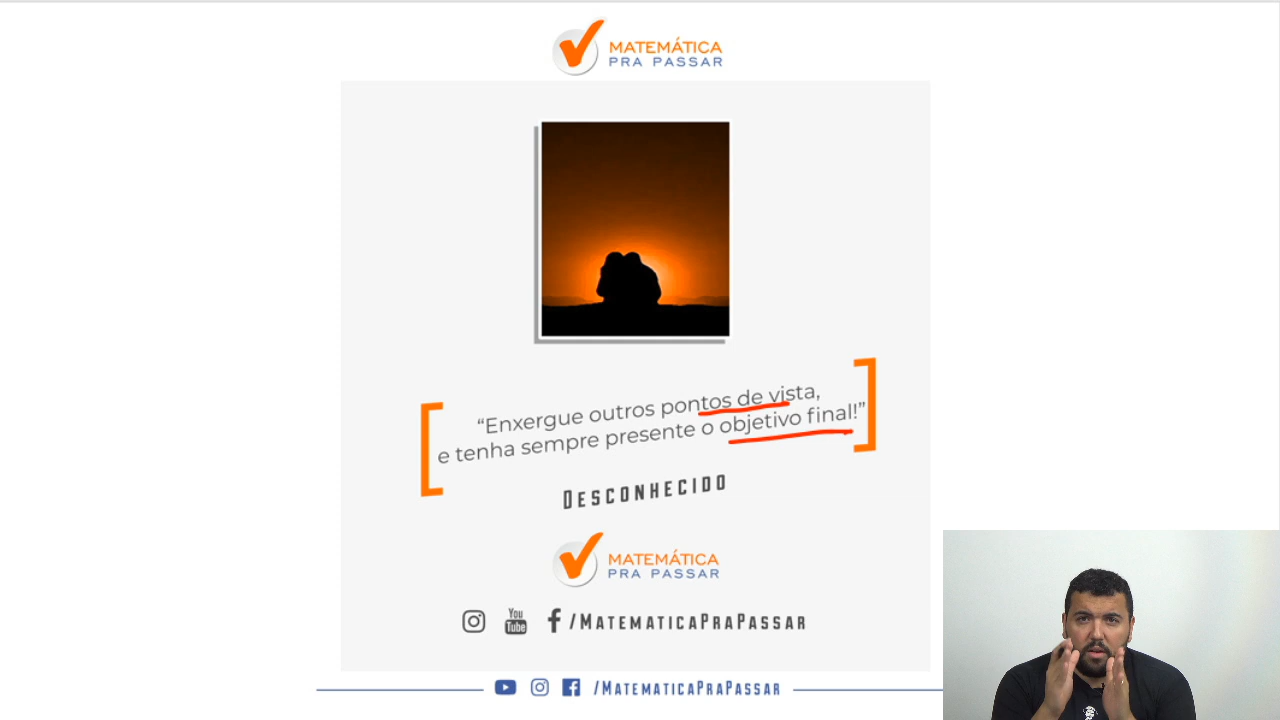 MATEMÁTICA
PRA PASSAR
“Enxergue outros pontos de vista,
e tenha sempre presente o objetivo final!”
DESCONHECIDO
MATEMÁTICA
PRA PASSAR
You Tube /MATEMATICAPRAPASSAR
/MATEMATICAPRAPASSAR